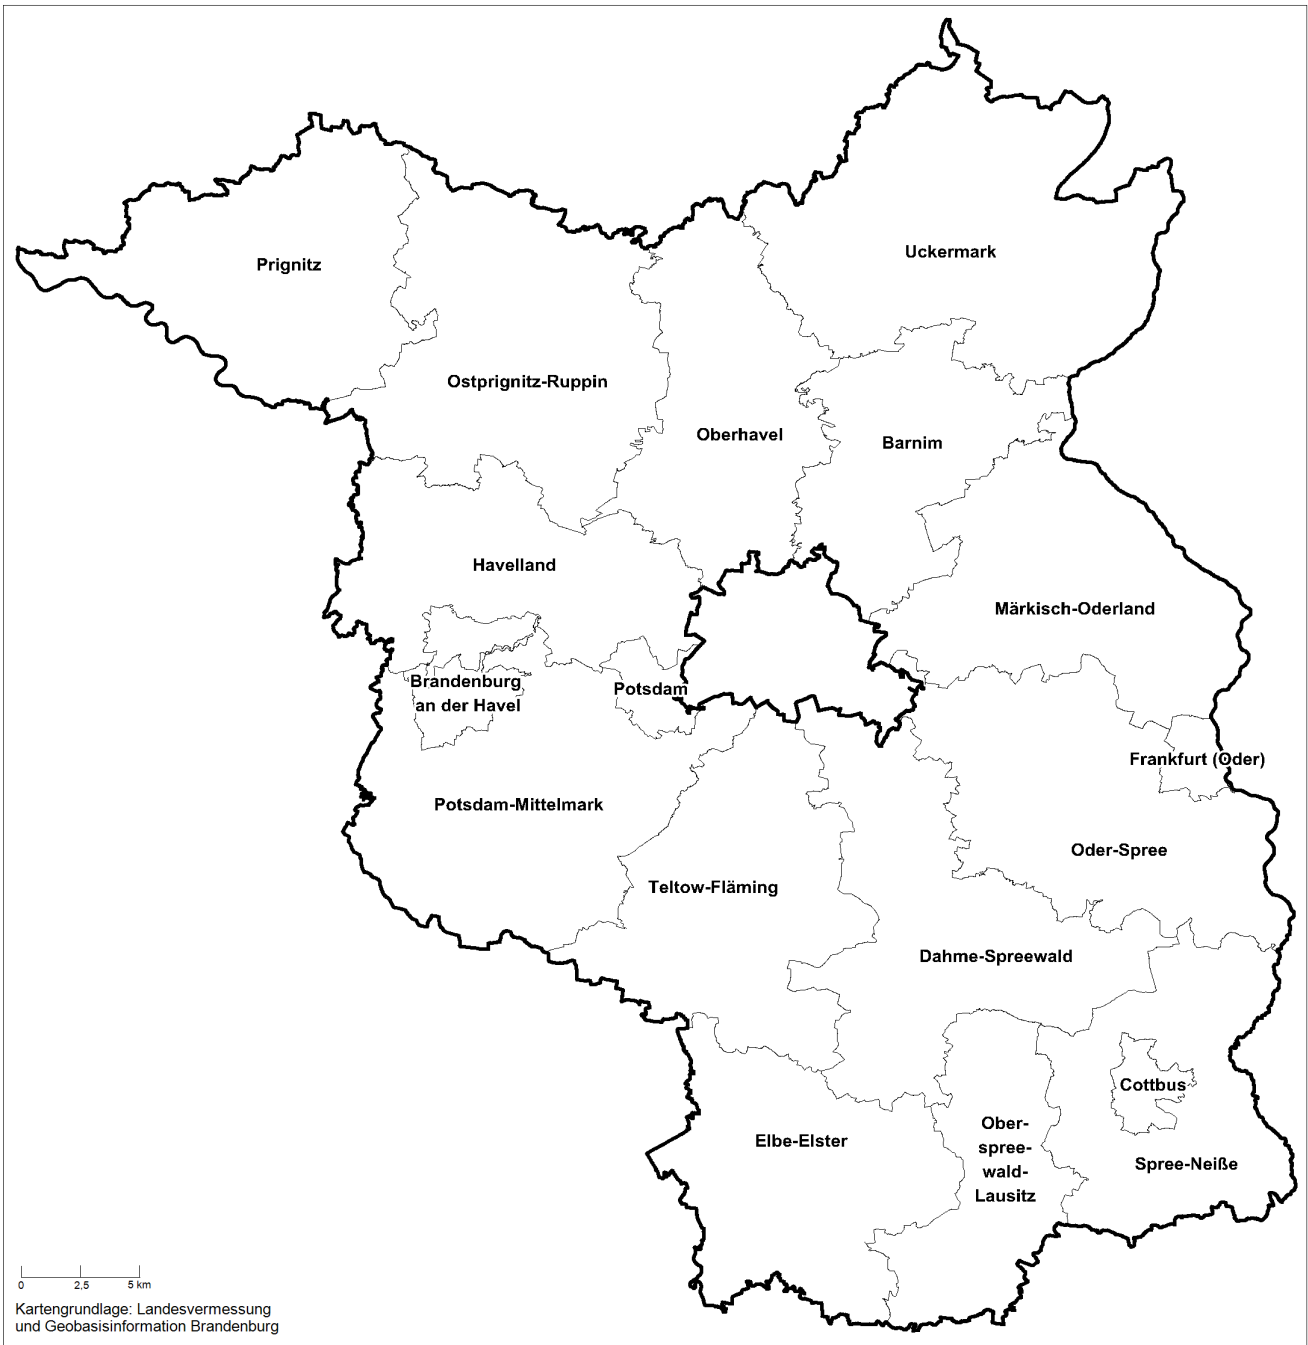 Uckermark
Prignitz
Ostprignitz-Ruppin
Oberhavel
Barnim
Havelland
Märkisch-Oderland
Brandenburg
an der Havel
Potsdam
Frankfurt (Oder)
Potsdam-Mittelmark
Oder-Spree
Teltow-Fläming
Dahme-Spreewald
Cottbus
Ober-
spree-
wald-
Lausitz
Elbe-Elster
Spree-Neiße
0 2,5 5 km
Kartengrundlage: Landesvermessung
und Geobasisinformation Brandenburg